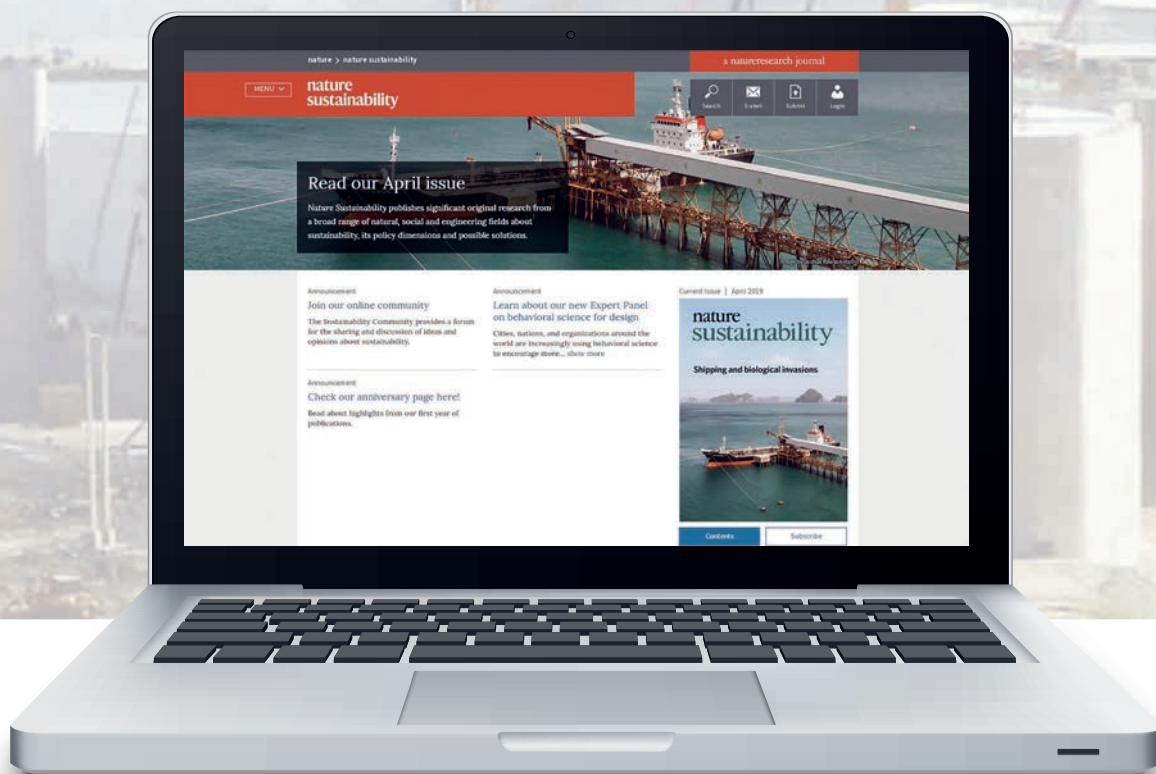 nature > nature sustainability
a natureresearch journal
MENU
nature
sustainability
Search
E-alert
Submit
Login
Read our April issue
Nature Sustainability publishes significant original research from
a broad range of natural, social and engineering fields about
sustainability, its policy dimensions and possible solutions.
Announcement
Join our online community
The Sustainability Community provides a forum
for the sharing and discussion of ideas and
opinions about sustainability.
Announcement
Learn about our new Expert Panel
on behavioral science for design
Cities, nations, and organizations around the
world are increasingly using behavioral science
to encourage more... show more
Announcement
Check our anniversary page here!
Read about highlights from our first year of
publications.
Current Issue | April 2019
nature
sustainability
Shipping and biological invasions
Contents
Subscribe